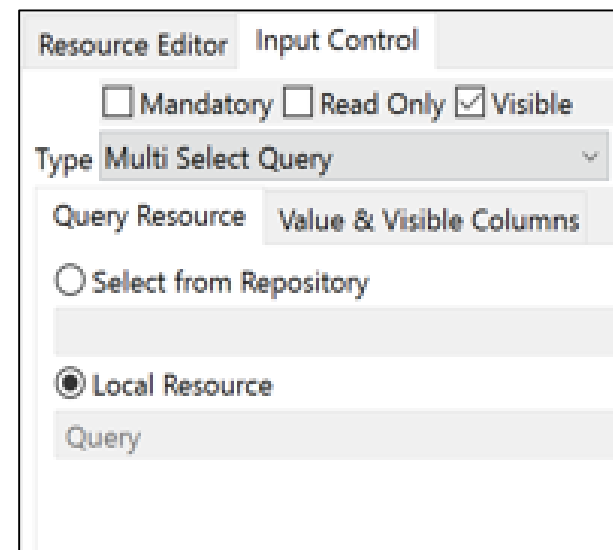 Resource Editor Input Control
Mandatory Read Only Visible
Type Multi Select Query
Query Resource Value & Visible Columns
Select from Repository
Local Resource
Query